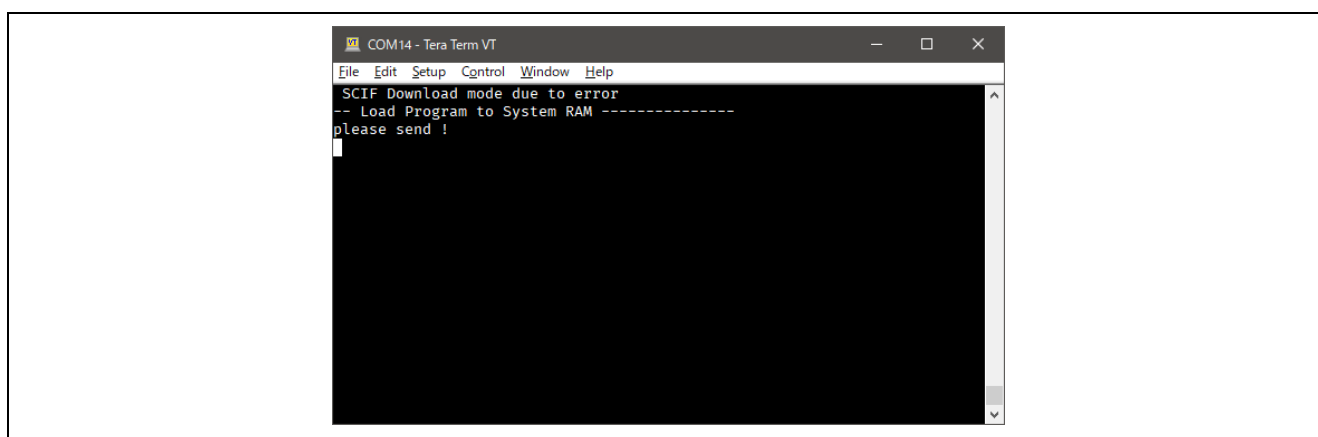 COM14 - Tera Term VT
File Edit Setup Control Window Help
SCIF Download mode due to error
-- Load Program to System RAM ---------------
please send !